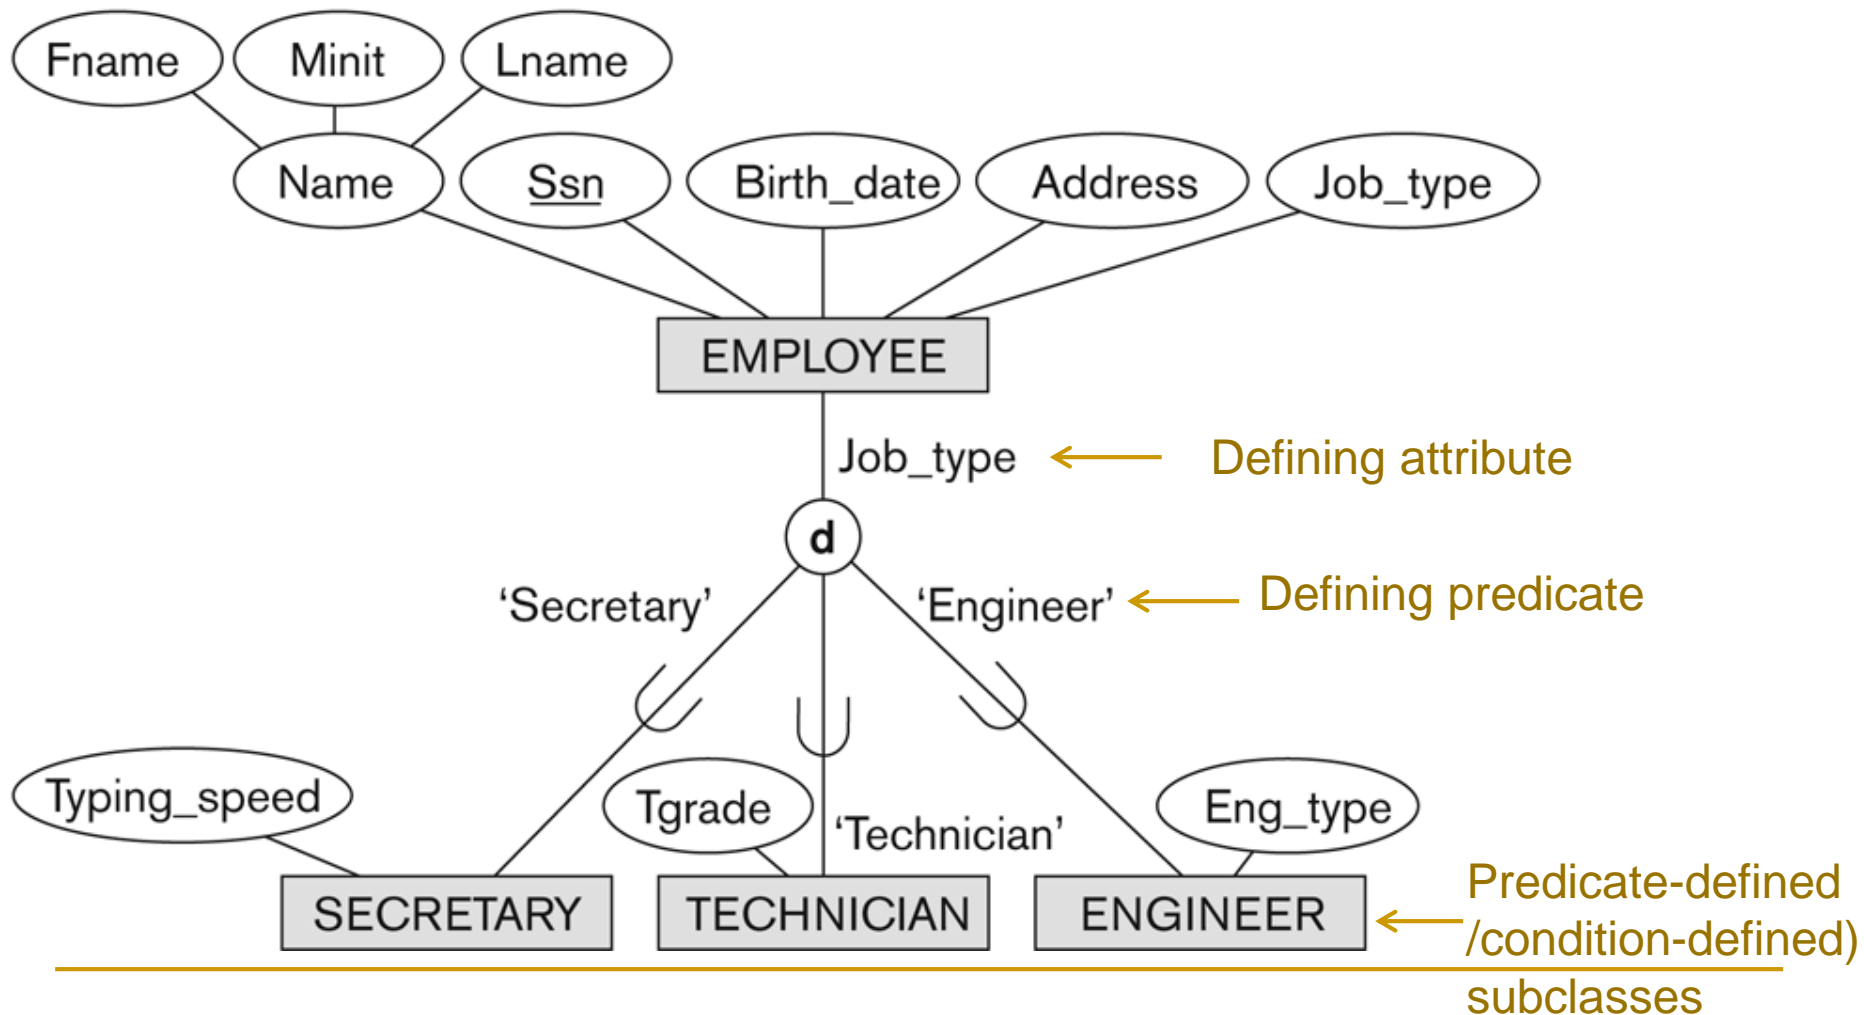 Fname Minit Lname
Name Ssn Birth_date Address Job_type
EMPLOYEE
Job_type Defining attribute
d
‘Secretary’ ‘Engineer’ Defining predicate
Typing_speed Tgrade ‘Technician’ Eng_type
SECRETARY TECHNICIAN ENGINEER
Predicate-defined
/condition-defined)
subclasses